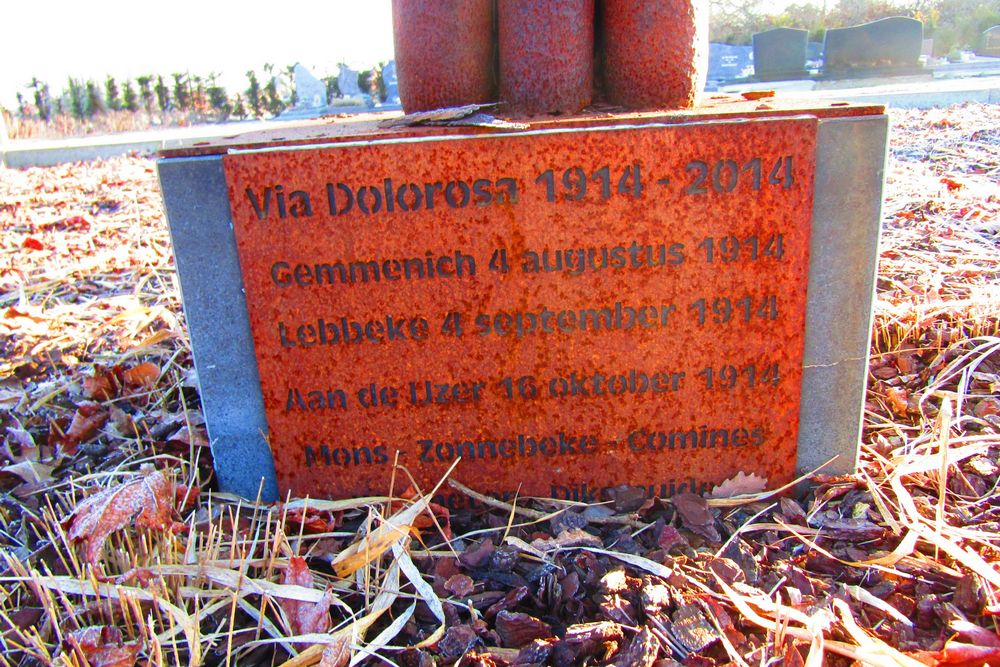 Via Dolorosa 1914 - 2014
Gemmenich 4 augustus 1914
Lebbeke 4 september 1914
Aan de IJzer 16 oktober 1914
Mons - Zonnebeke - Comines